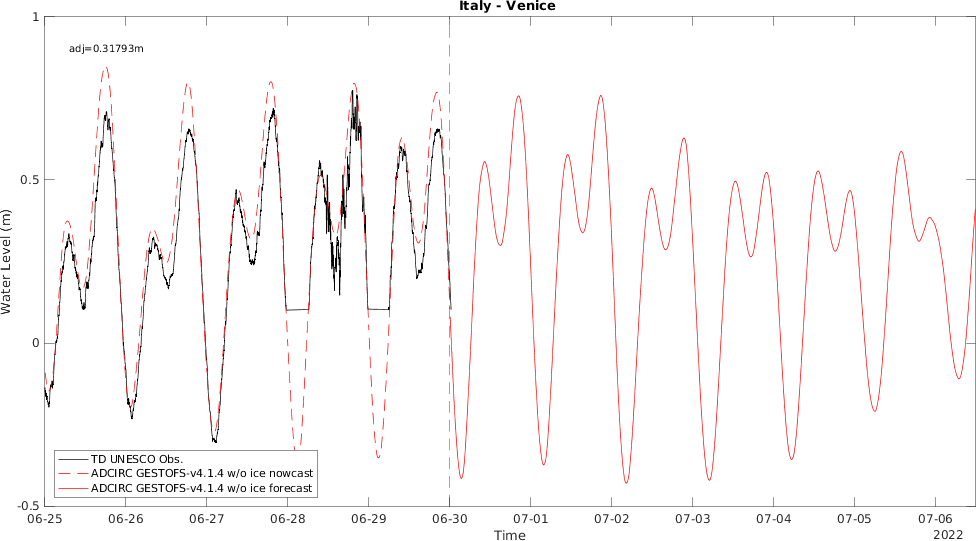 Italy - Venice
1
adj=0.31793m
0.5
Water Level (m)
0
TD UNESCO Obs.
ADCIRC GESTOFS-v4.1.4 w/o ice nowcast
ADCIRC GESTOFS-v4.1.4 w/o ice forecast
-0.5
06-25 06-26 06-27 06-28 06-29 06-30 07-01 07-02 07-03 07-04 07-05 07-06
Time
2022